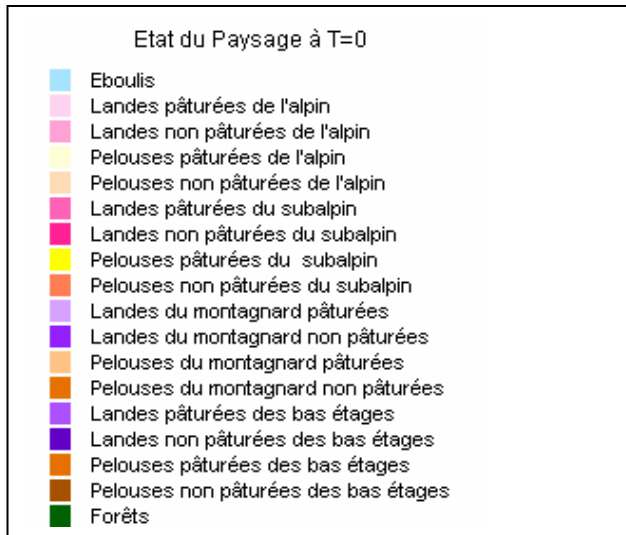 Etat du Paysage à T=0
Eboulis
Landes pâturées de l'alpin
Landes non pâturées de l'alpin
Pelouses pâturées de l'alpin
Pelouses non pâturées de l'alpin
Landes pâturées du subalpin
Landes non pâturées du subalpin
Pelouses pâturées du subalpin
Pelouses non pâturées du subalpin
Landes du montagnard pâturées
Landes du montagnard non pâturées
Pelouses du montagnard pâturées
Pelouses du montagnard non pâturées
Landes pâturées des bas étages
Landes non pâturées des bas étages
Pelouses pâturées des bas étages
Pelouses non pâturées des bas étages
Forêts